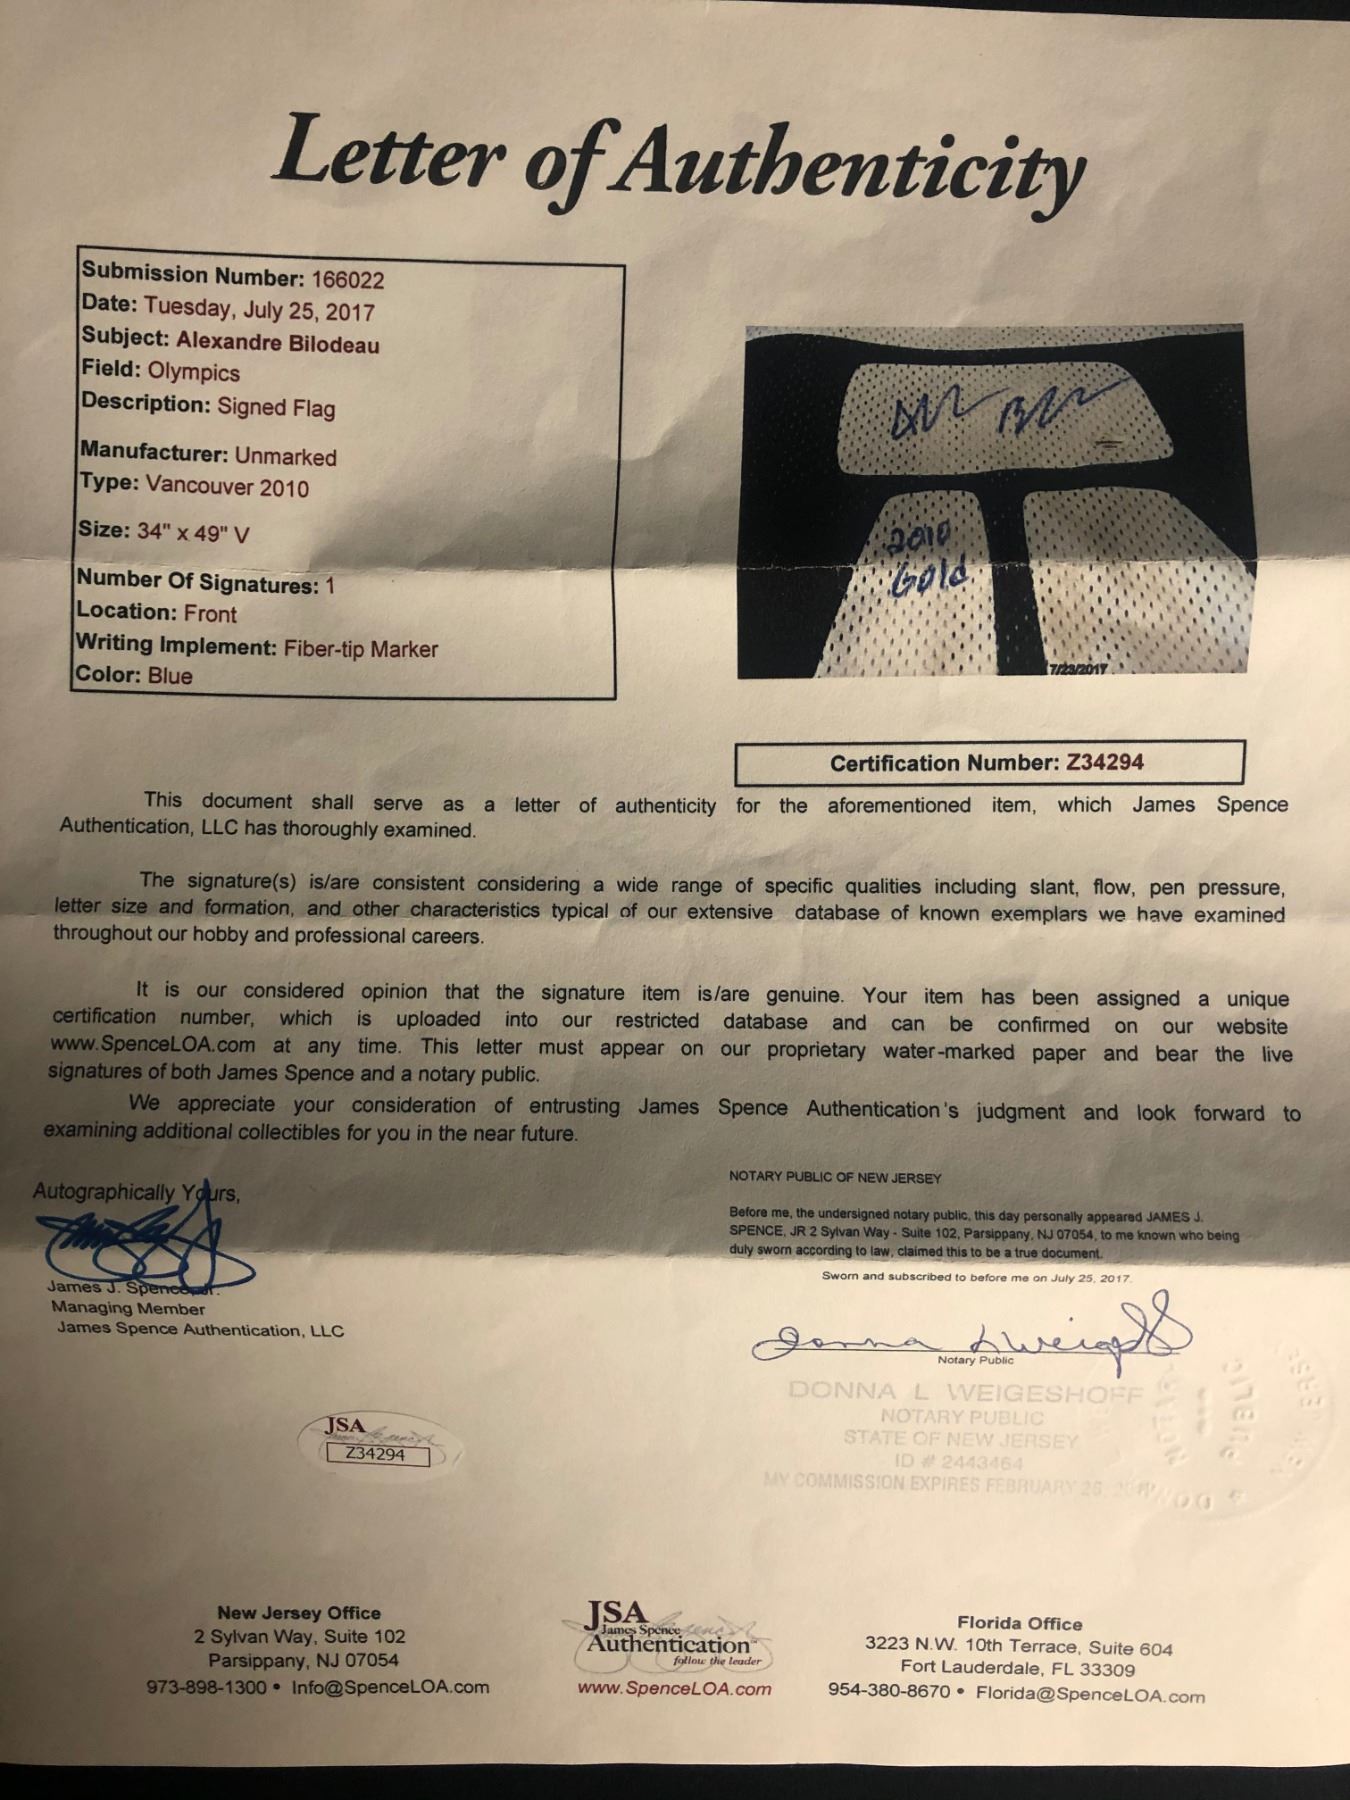 Letter of Authenticity
Submission Number: 166022
Date: Tuesday, July 25, 2017
Subject: Alexandre Bilodeau
Field: Olympics
Description: Signed Flag
Manufacturer: Unmarked
Type: Vancouver 2010
Size: 34" x 49" V
Number Of Signatures: 1
Location: Front
Writing Implement: Fiber-tip Marker
Color: Blue
2010
Gold
7/23/2017
Certification Number: Z34294
This document shall serve as a letter of authenticity for the aforementioned item, which James Spence
Authentication, LLC has thoroughly examined.
The signature(s) is/are consistent considering a wide range of specific qualities including slant, flow, pen pressure,
letter size and formation, and other characteristics typical of our extensive database of known exemplars we have examined
throughout our hobby and professional careers.
It is our considered opinion that the signature item is/are genuine. Your item has been assigned a unique
certification number, which is uploaded into our restricted database and can be confirmed on our website
www.SpenceLOA.com at any time. This letter must appear on our proprietary water-marked paper and bear the live
signatures of both James Spence and a notary public.
We appreciate your consideration of entrusting James Spence Authentication's judgment and look forward to
examining additional collectibles for you in the near future.
Autographically Yours,
James J. Spence, Jr.
Managing Member
James Spence Authentication, LLC
NOTARY PUBLIC OF NEW JERSEY
Before me, the undersigned notary public, this day personally appeared JAMES J.
SPENCE, JR 2 Sylvan Way - Suite 102, Parsippany, NJ 07054, to me known who being
duly sworn according to law, claimed this to be a true document.
Sworn and subscribed to before me on July 25, 2017.
Donna L Weigeshoff
Notary Public
DONNA L WEIGESHOFF
NOTARY PUBLIC
STATE OF NEW JERSEY
ID # 2443464
MY COMMISSION EXPIRES FEBRUARY 26,
JSA
Z34294
New Jersey Office
2 Sylvan Way, Suite 102
Parsippany, NJ 07054
973-898-1300 • Info@SpenceLOA.com
JSA
James Spence
Authentication
follow the leader
www.SpenceLOA.com
Florida Office
3223 N.W. 10th Terrace, Suite 604
Fort Lauderdale, FL 33309
954-380-8670 • Florida@SpenceLOA.com